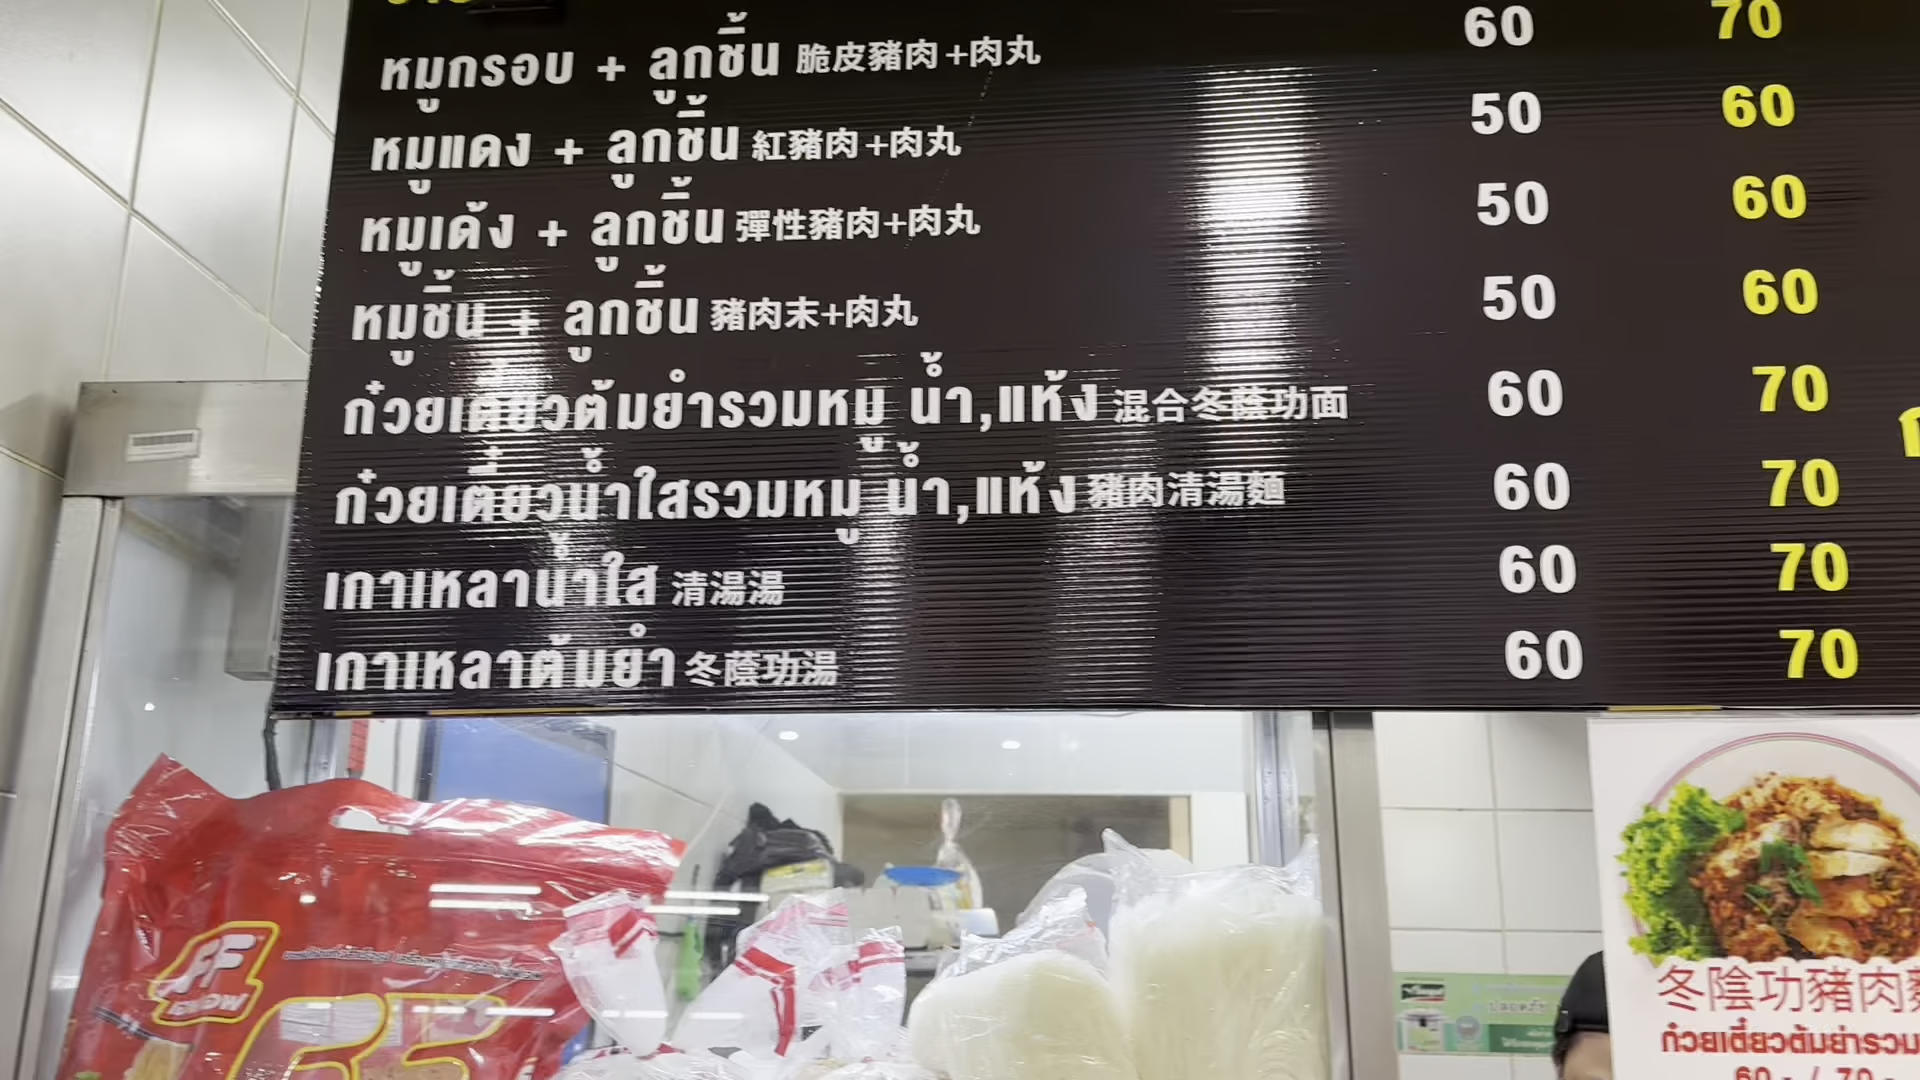 หมูกรอบ + ลูกชิ้น 脆皮豬肉+肉丸 60 70
หมูแดง + ลูกชิ้น 紅豬肉+肉丸 50 60
หมูเด้ง + ลูกชิ้น 彈性豬肉+肉丸 50 60
หมูชิ้น + ลูกชิ้น 豬肉末+肉丸 50 60
ก๋วยเตี๋ยวต้มยำรวมหมู น้ำ,แห้ง 混合冬蔭功面 60 70
ก๋วยเตี๋ยวน้ำใสรวมหมู น้ำ,แห้ง 豬肉清湯麵 60 70
เกาเหลาน้ำใส 清湯湯 60 70
เกาเหลาต้มยำ 冬蔭功湯 60 70
FF
冬陰功豬肉
ก๋วยเตี๋ยวต้มยำรวม
60.- / 70.-